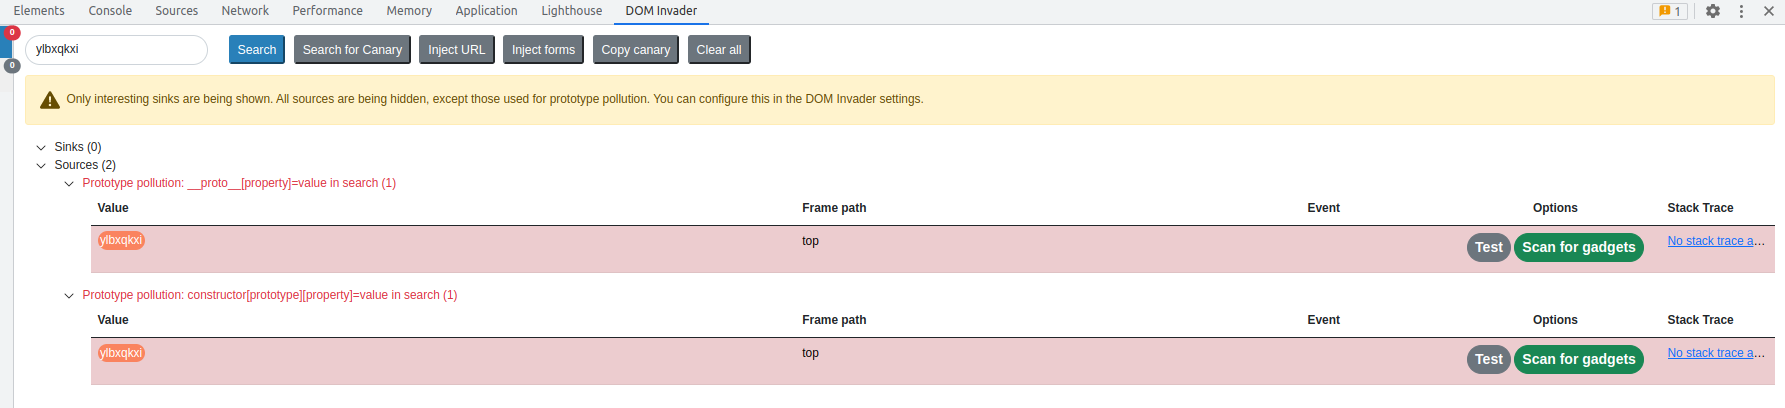 Elements Console Sources Network Performance Memory Application Lighthouse DOM Invader 1
0
ylbxqkxi Search Search for Canary Inject URL Inject forms Copy canary Clear all
0
Only interesting sinks are being shown. All sources are being hidden, except those used for prototype pollution. You can configure this in the DOM Invader settings.
Sinks (0)
Sources (2)
Prototype pollution: __proto__[property]=value in search (1)
Value Frame path Event Options Stack Trace
ylbxqkxi top Test Scan for gadgets No stack trace a...
Prototype pollution: constructor[prototype][property]=value in search (1)
Value Frame path Event Options Stack Trace
ylbxqkxi top Test Scan for gadgets No stack trace a...